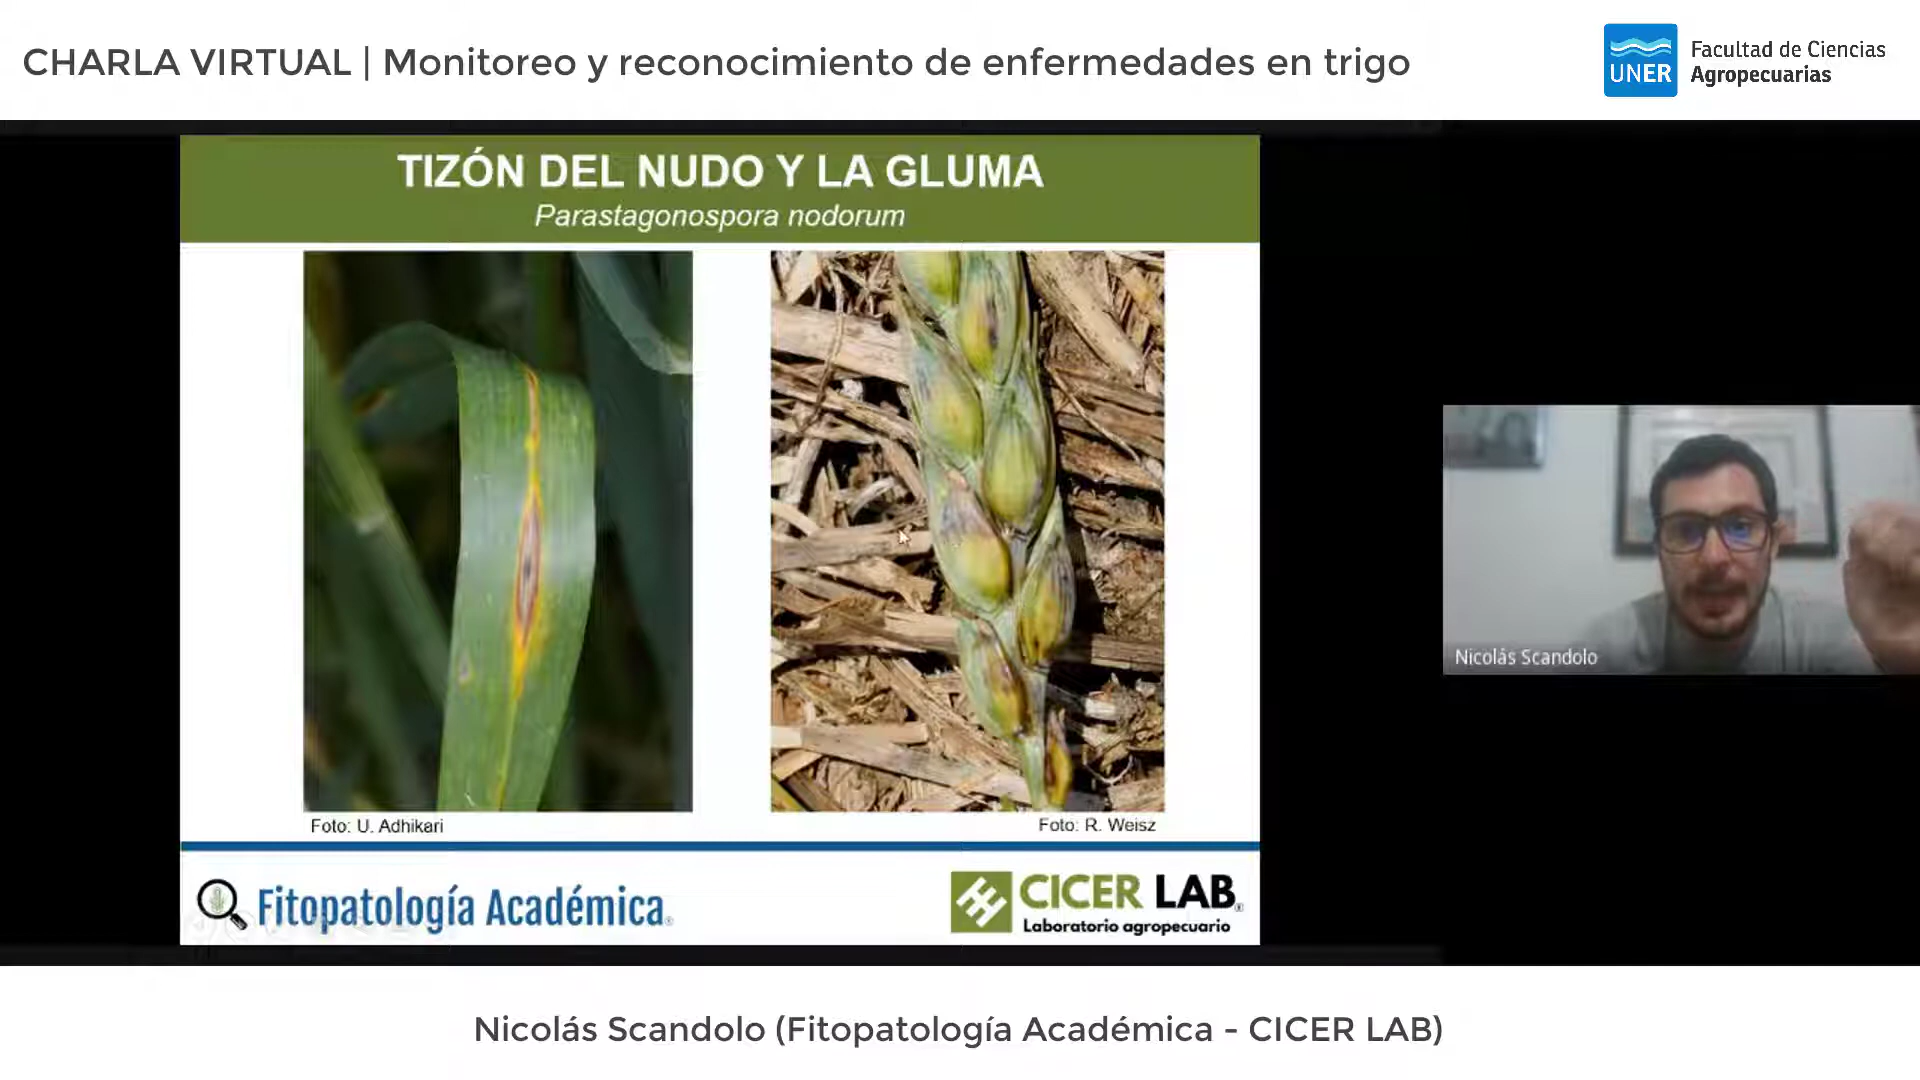 CHARLA VIRTUAL | Monitoreo y reconocimiento de enfermedades en trigo
UNER
Facultad de Ciencias
Agropecuarias
TIZÓN DEL NUDO Y LA GLUMA
Parastagonospora nodorum
Foto: U. Adhikari
Foto: R. Weisz
Nicolás Scandolo
Fitopatología Académica®
CICER LAB®
Laboratorio agropecuario
Nicolás Scandolo (Fitopatología Académica - CICER LAB)